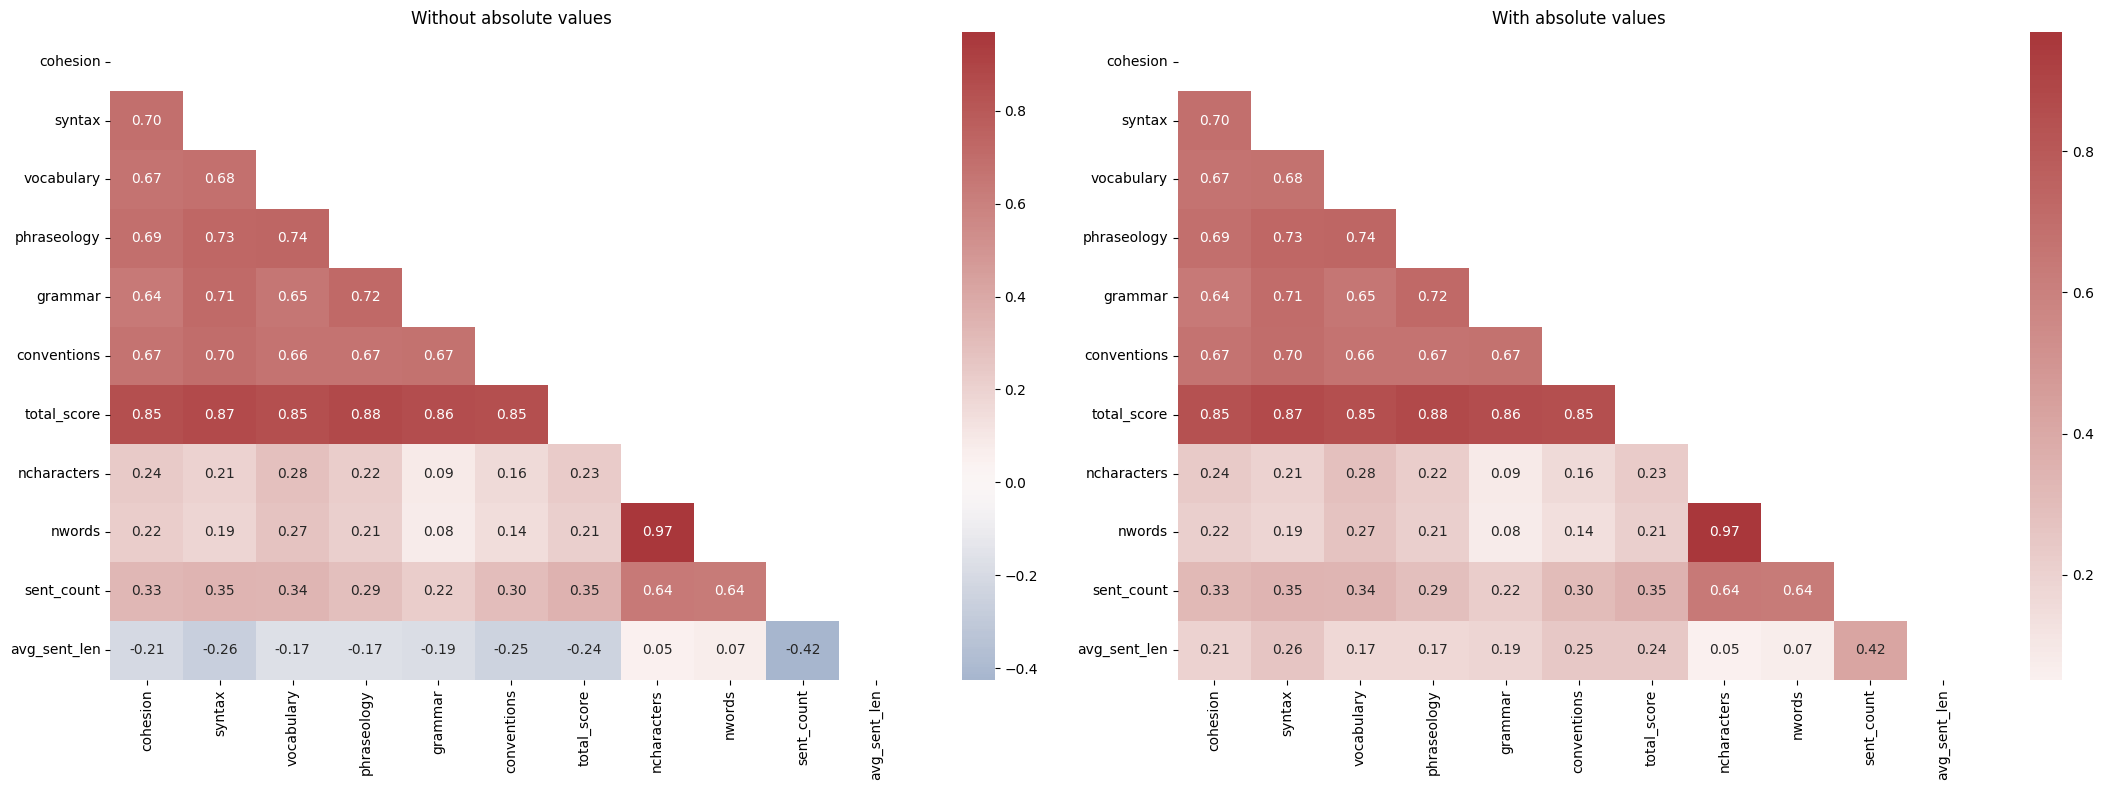 Without absolute values
cohesion
syntax 0.70
vocabulary 0.67 0.68
phraseology 0.69 0.73 0.74
grammar 0.64 0.71 0.65 0.72
conventions 0.67 0.70 0.66 0.67 0.67
total_score 0.85 0.87 0.85 0.88 0.86 0.85
ncharacters 0.24 0.21 0.28 0.22 0.09 0.16 0.23
nwords 0.22 0.19 0.27 0.21 0.08 0.14 0.21 0.97
sent_count 0.33 0.35 0.34 0.29 0.22 0.30 0.35 0.64 0.64
avg_sent_len -0.21 -0.26 -0.17 -0.17 -0.19 -0.25 -0.24 0.05 0.07 -0.42
cohesion
syntax
vocabulary
phraseology
grammar
conventions
total_score
ncharacters
nwords
sent_count
avg_sent_len
0.8
0.6
0.4
0.2
0.0
−0.2
−0.4
With absolute values
cohesion
syntax 0.70
vocabulary 0.67 0.68
phraseology 0.69 0.73 0.74
grammar 0.64 0.71 0.65 0.72
conventions 0.67 0.70 0.66 0.67 0.67
total_score 0.85 0.87 0.85 0.88 0.86 0.85
ncharacters 0.24 0.21 0.28 0.22 0.09 0.16 0.23
nwords 0.22 0.19 0.27 0.21 0.08 0.14 0.21 0.97
sent_count 0.33 0.35 0.34 0.29 0.22 0.30 0.35 0.64 0.64
avg_sent_len 0.21 0.26 0.17 0.17 0.19 0.25 0.24 0.05 0.07 0.42
cohesion
syntax
vocabulary
phraseology
grammar
conventions
total_score
ncharacters
nwords
sent_count
avg_sent_len
0.8
0.6
0.4
0.2